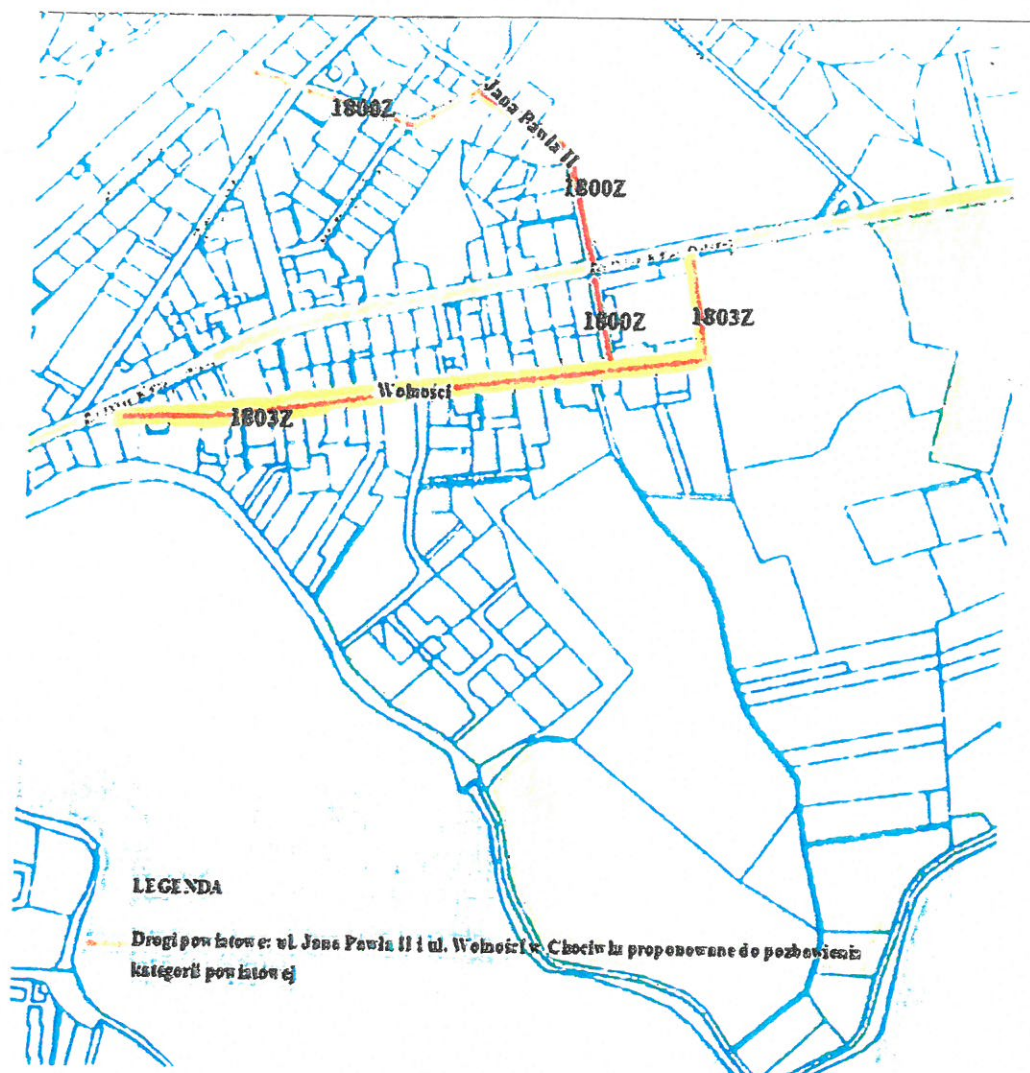 1800Z
Jana Pawła II
1800Z
1800Z
1803Z
Wolności
1803Z
LEGENDA
Drogi powiatowe: ul. Jana Pawła II i ul. Wolności w Chociwlu proponowane do pozbawienia
kategorii powiatowej